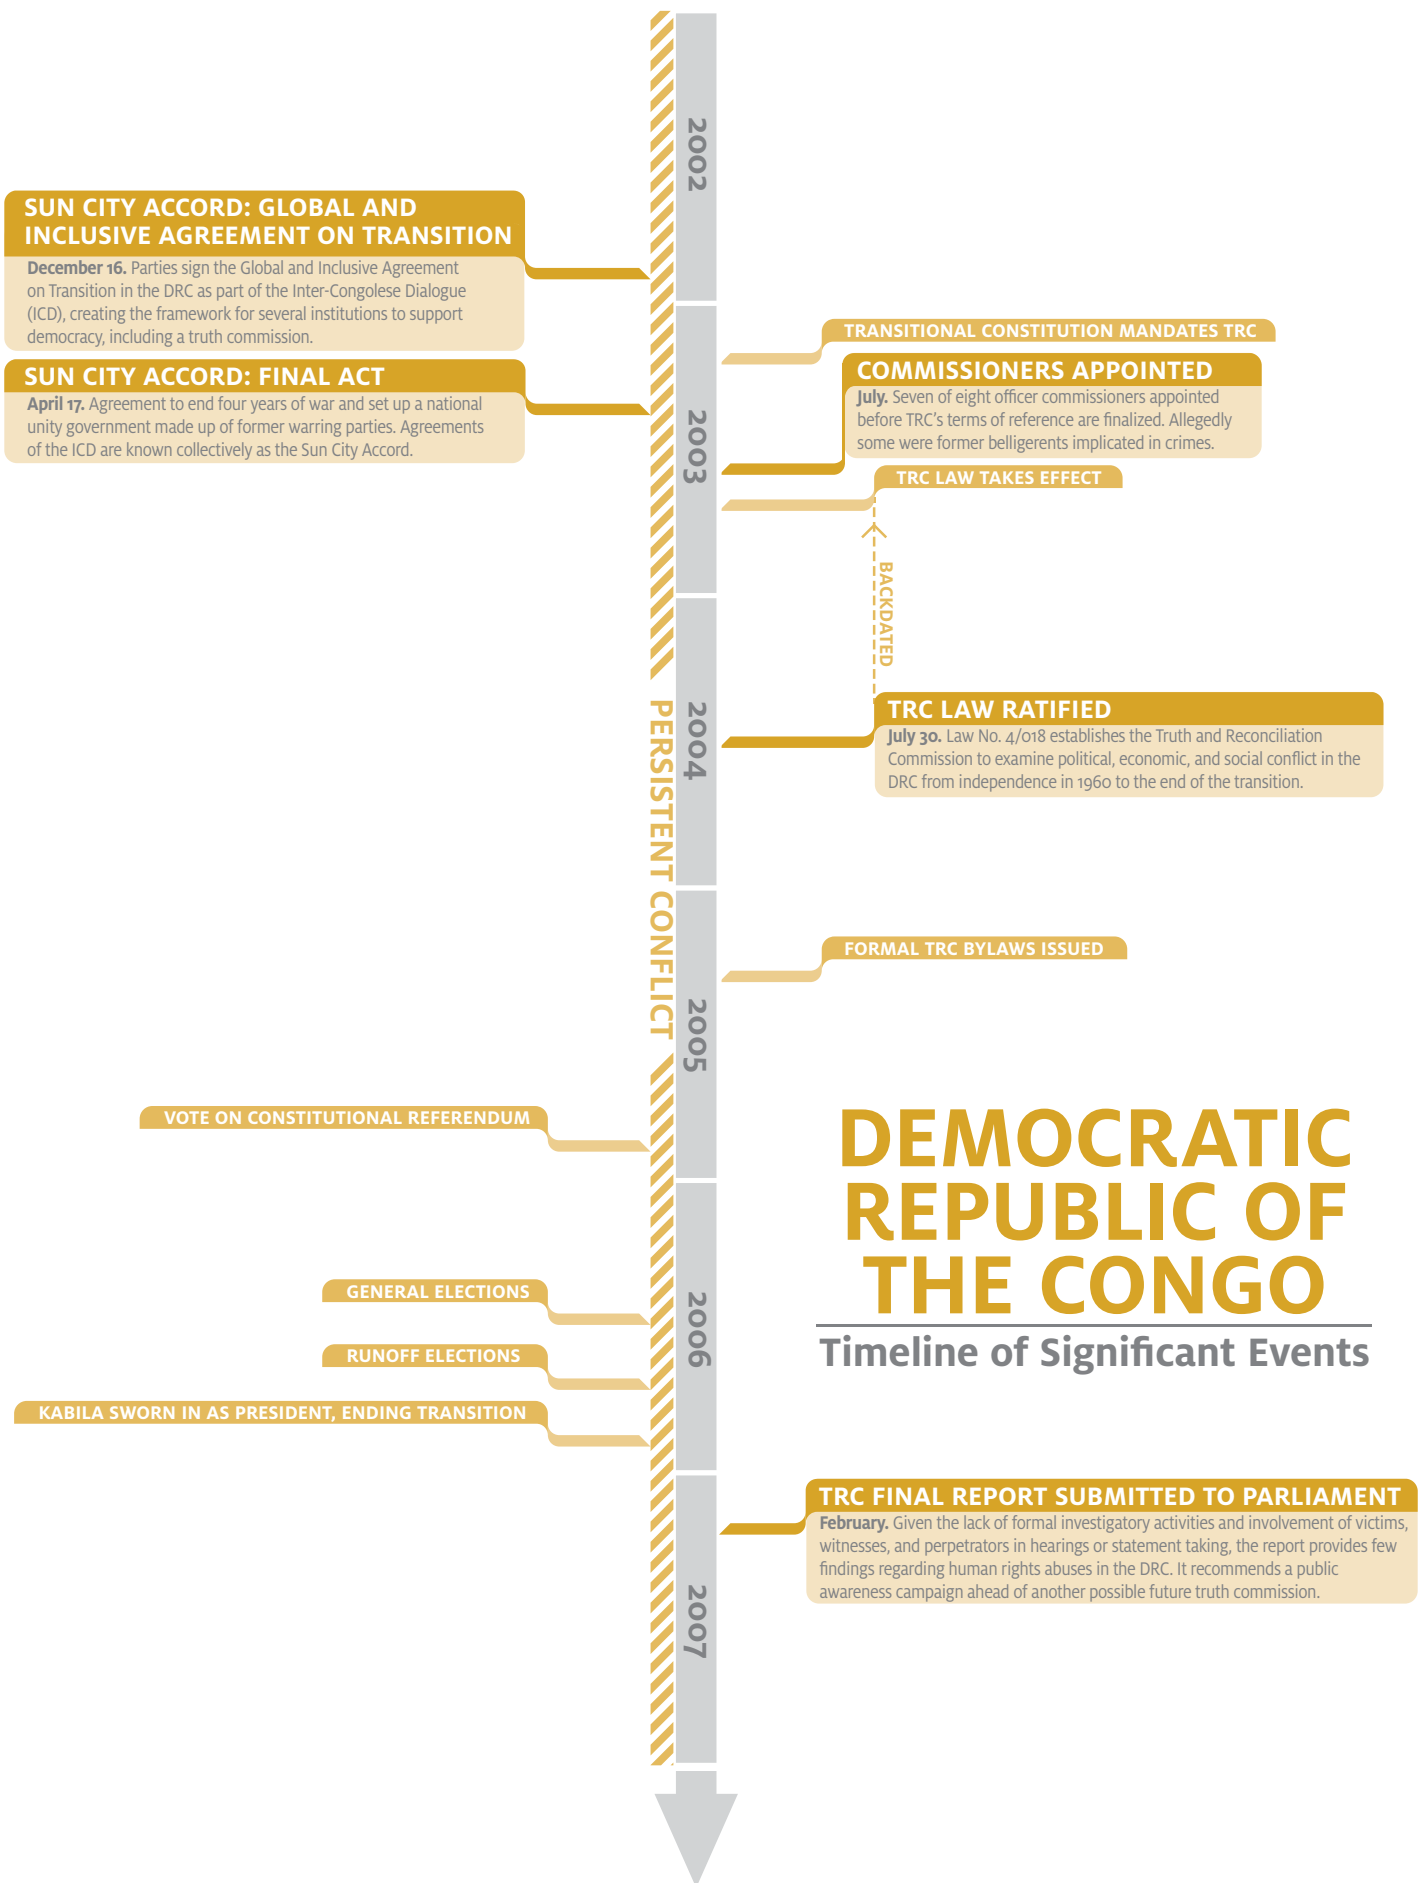 2002
SUN CITY ACCORD: GLOBAL AND
INCLUSIVE AGREEMENT ON TRANSITION
December 16. Parties sign the Global and Inclusive Agreement
on Transition in the DRC as part of the Inter-Congolese Dialogue
(ICD), creating the framework for several institutions to support
democracy, including a truth commission.
TRANSITIONAL CONSTITUTION MANDATES TRC
SUN CITY ACCORD: FINAL ACT
April 17. Agreement to end four years of war and set up a national
unity government made up of former warring parties. Agreements
of the ICD are known collectively as the Sun City Accord.
COMMISSIONERS APPOINTED
July. Seven of eight officer commissioners appointed
before TRC's terms of reference are finalized. Allegedly
some were former belligerents implicated in crimes.
2003
TRC LAW TAKES EFFECT
BACKDATED
TRC LAW RATIFIED
July 30. Law No. 4/018 establishes the Truth and Reconciliation
Commission to examine political, economic, and social conflict in the
DRC from independence in 1960 to the end of the transition.
2004
PERSISTENT CONFLICT
FORMAL TRC BYLAWS ISSUED
2005
VOTE ON CONSTITUTIONAL REFERENDUM
DEMOCRATIC
REPUBLIC OF
THE CONGO
Timeline of Significant Events
GENERAL ELECTIONS
2006
RUNOFF ELECTIONS
KABILA SWORN IN AS PRESIDENT, ENDING TRANSITION
TRC FINAL REPORT SUBMITTED TO PARLIAMENT
February. Given the lack of formal investigatory activities and involvement of victims,
witnesses, and perpetrators in hearings or statement taking, the report provides few
findings regarding human rights abuses in the DRC. It recommends a public
awareness campaign ahead of another possible future truth commission.
2007